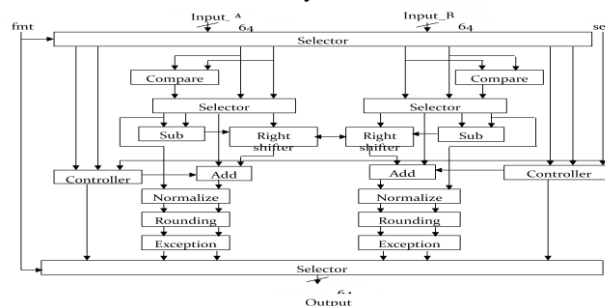 fmt Input_A Input_B se
64 64
Selector
Compare Compare
Selector Selector
Sub Right shifter Right shifter Sub
Controller Add Add Controller
Normalize Normalize
Rounding Rounding
Exception Exception
Selector
64
Output